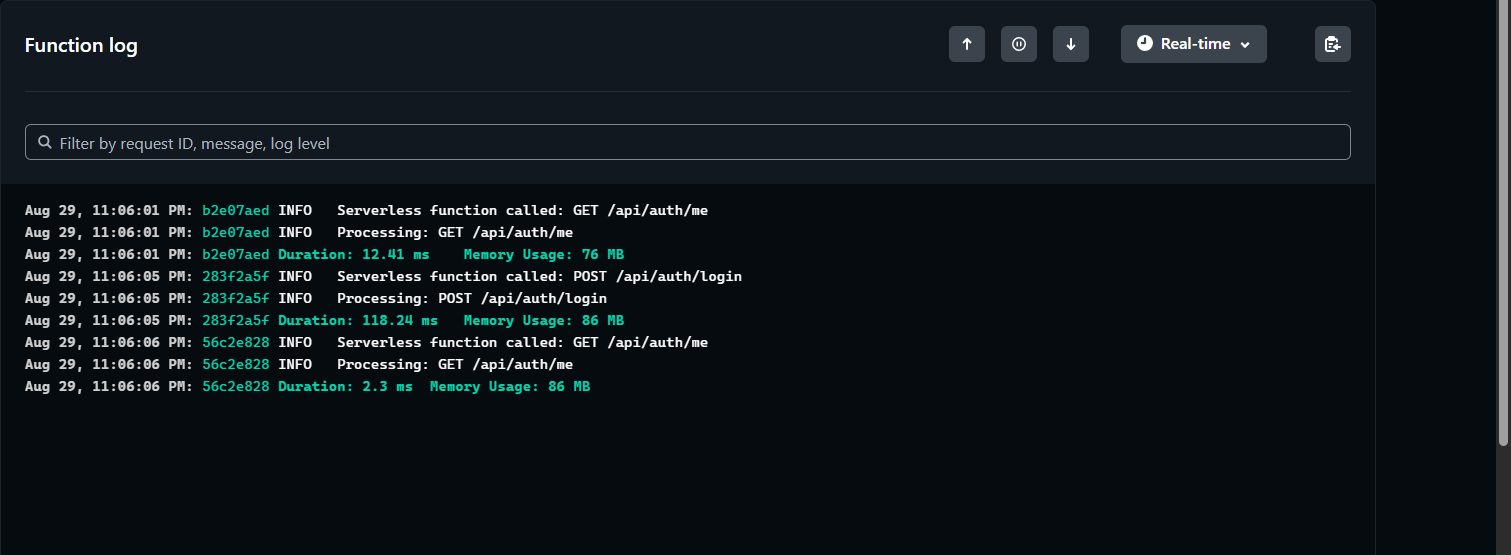 Function log
Real-time
Filter by request ID, message, log level
Aug 29, 11:06:01 PM: b2e07aed INFO   Serverless function called: GET /api/auth/me
Aug 29, 11:06:01 PM: b2e07aed INFO   Processing: GET /api/auth/me
Aug 29, 11:06:01 PM: b2e07aed Duration: 12.41 ms    Memory Usage: 76 MB
Aug 29, 11:06:05 PM: 283f2a5f INFO   Serverless function called: POST /api/auth/login
Aug 29, 11:06:05 PM: 283f2a5f INFO   Processing: POST /api/auth/login
Aug 29, 11:06:05 PM: 283f2a5f Duration: 118.24 ms   Memory Usage: 86 MB
Aug 29, 11:06:06 PM: 56c2e828 INFO   Serverless function called: GET /api/auth/me
Aug 29, 11:06:06 PM: 56c2e828 INFO   Processing: GET /api/auth/me
Aug 29, 11:06:06 PM: 56c2e828 Duration: 2.3 ms  Memory Usage: 86 MB